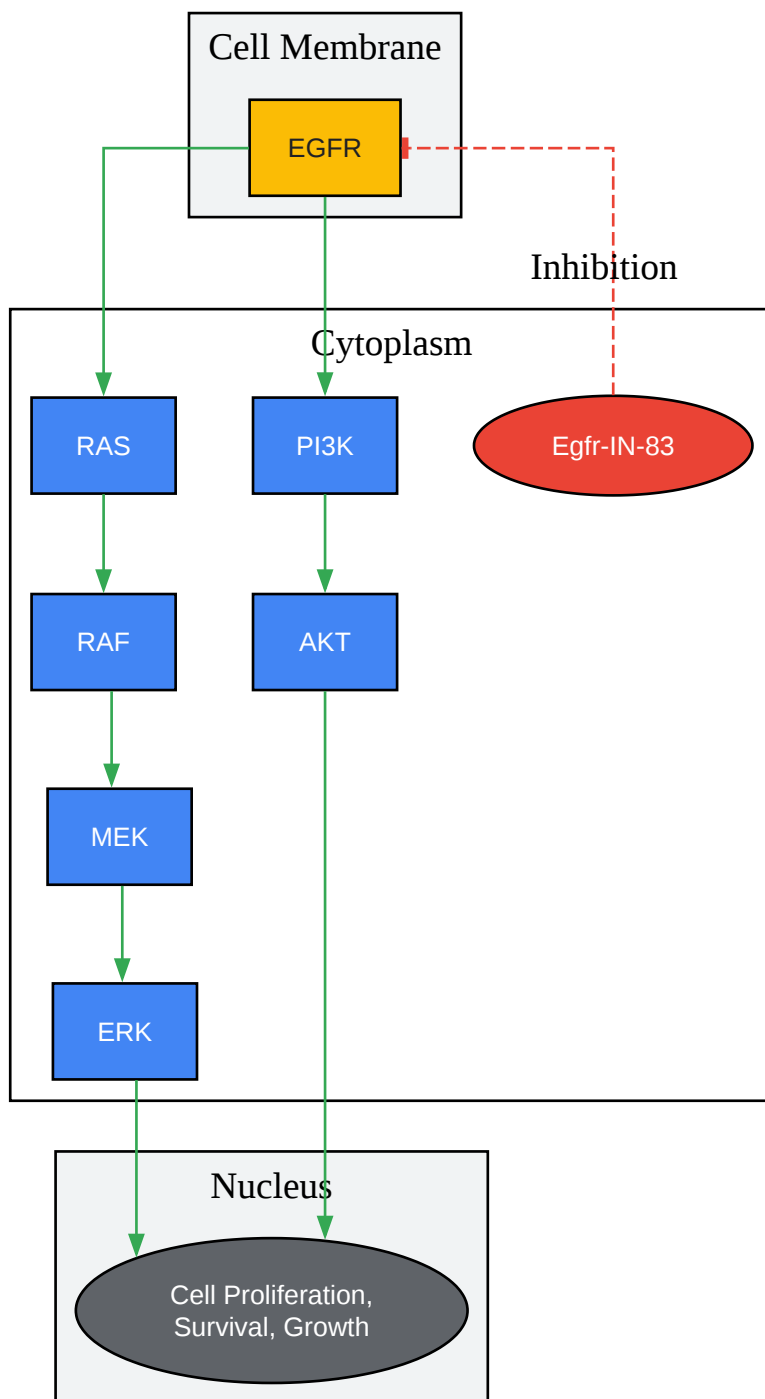 Cell Membrane
EGFR
Inhibition
Cytoplasm
RAS
PI3K
Egfr-IN-83
RAF
AKT
MEK
ERK
Nucleus
Cell Proliferation,
Survival, Growth